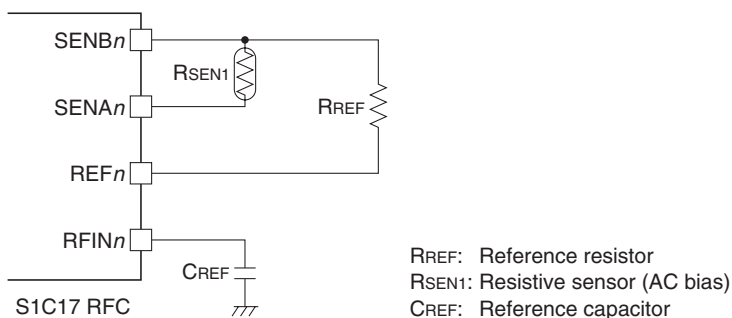 SENBn
RSEN1
SENAn
RREF
REFn
RFINn
CREF
S1C17 RFC
RREF: Reference resistor
RSEN1: Resistive sensor (AC bias)
CREF: Reference capacitor